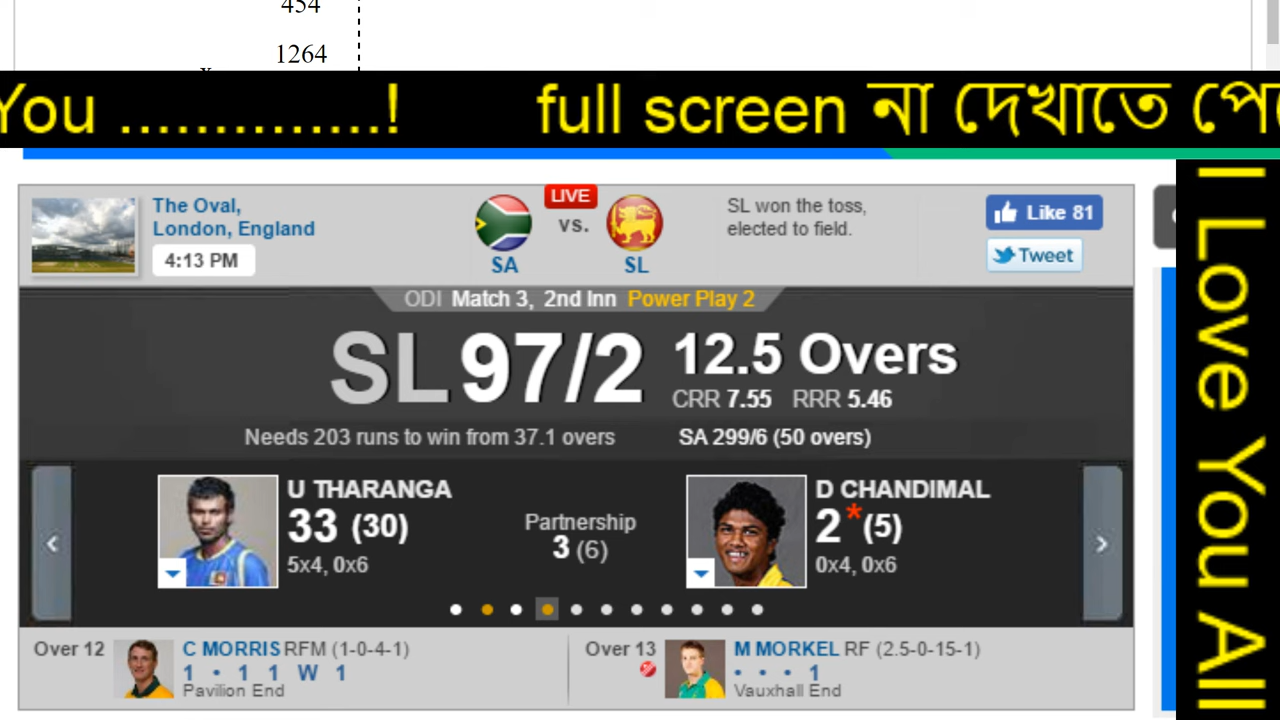 454
1264
x
You ..............! full screen না দেখাতে পে
The Oval,
London, England
4:13 PM
SA
LIVE
vs.
SL
SL won the toss,
elected to field.
Like 81
Tweet
ODI Match 3, 2nd Inn Power Play 2
SL 97/2
12.5 Overs
CRR 7.55 RRR 5.46
Needs 203 runs to win from 37.1 overs
SA 299/6 (50 overs)
U THARANGA
33 (30)
5x4, 0x6
Partnership
3 (6)
D CHANDIMAL
2* (5)
0x4, 0x6
Over 12
C MORRIS RFM (1-0-4-1)
1 • 1 1 W 1
Pavilion End
Over 13
M MORKEL RF (2.5-0-15-1)
• • • 1
Vauxhall End
I Love You All